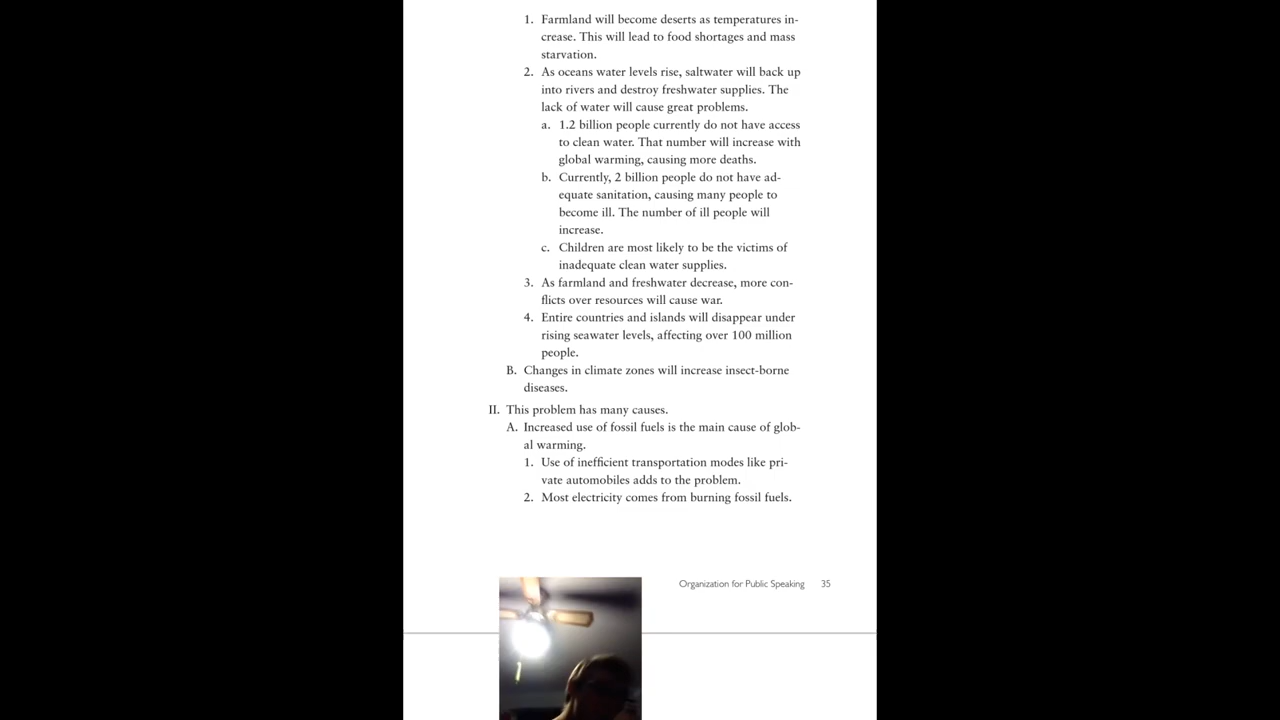 1. Farmland will become deserts as temperatures in-
crease. This will lead to food shortages and mass
starvation.
2. As oceans water levels rise, saltwater will back up
into rivers and destroy freshwater supplies. The
lack of water will cause great problems.
a. 1.2 billion people currently do not have access
to clean water. That number will increase with
global warming, causing more deaths.
b. Currently, 2 billion people do not have ad-
equate sanitation, causing many people to
become ill. The number of ill people will
increase.
c. Children are most likely to be the victims of
inadequate clean water supplies.
3. As farmland and freshwater decrease, more con-
flicts over resources will cause war.
4. Entire countries and islands will disappear under
rising seawater levels, affecting over 100 million
people.
B. Changes in climate zones will increase insect-borne
diseases.
II. This problem has many causes.
A. Increased use of fossil fuels is the main cause of glob-
al warming.
1. Use of inefficient transportation modes like pri-
vate automobiles adds to the problem.
2. Most electricity comes from burning fossil fuels.
Organization for Public Speaking 35